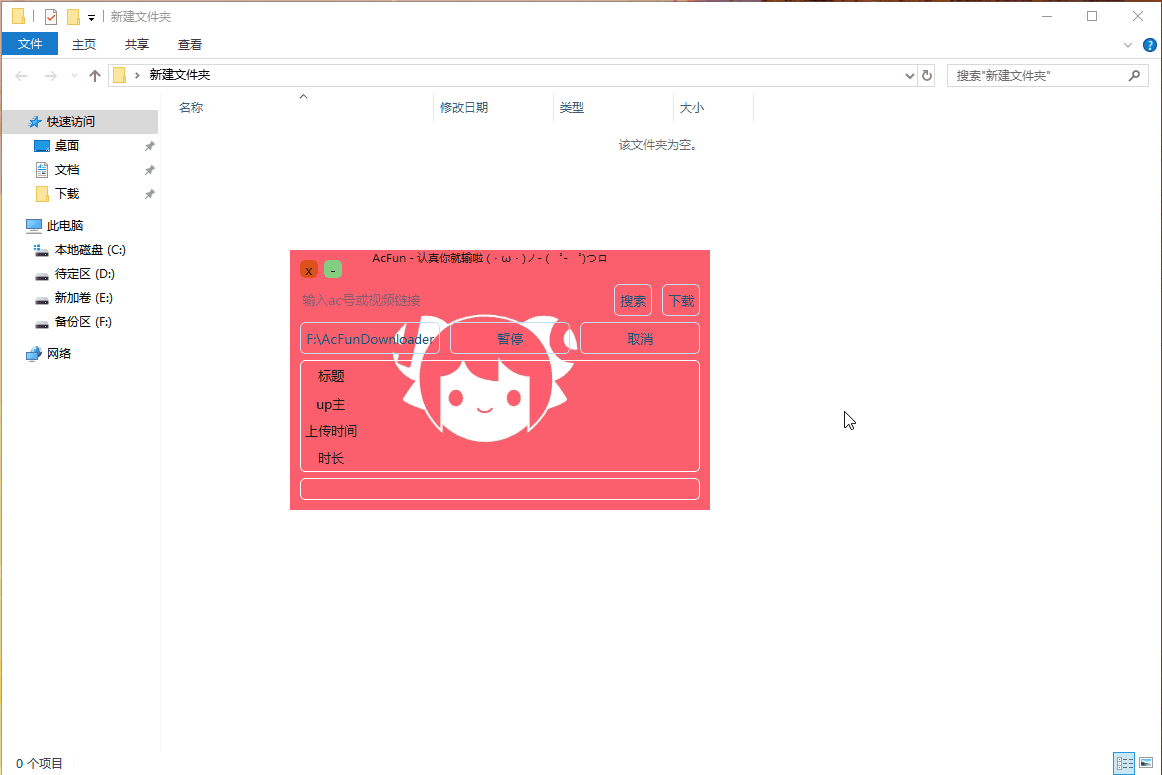 新建文件夹
文件 主页 共享 查看
新建文件夹 搜索"新建文件夹"
名称 修改日期 类型 大小
该文件夹为空。
快速访问
桌面
文档
下载
此电脑
本地磁盘 (C:)
待定区 (D:)
新加卷 (E:)
备份区 (F:)
网络
x - AcFun - 认真你就输啦 (・ω・)ノ- ( ゜- ゜)つロ
输入ac号或视频链接 搜索 下载
F:\AcFunDownloader 暂停 取消
标题
up主
上传时间
时长
0 个项目